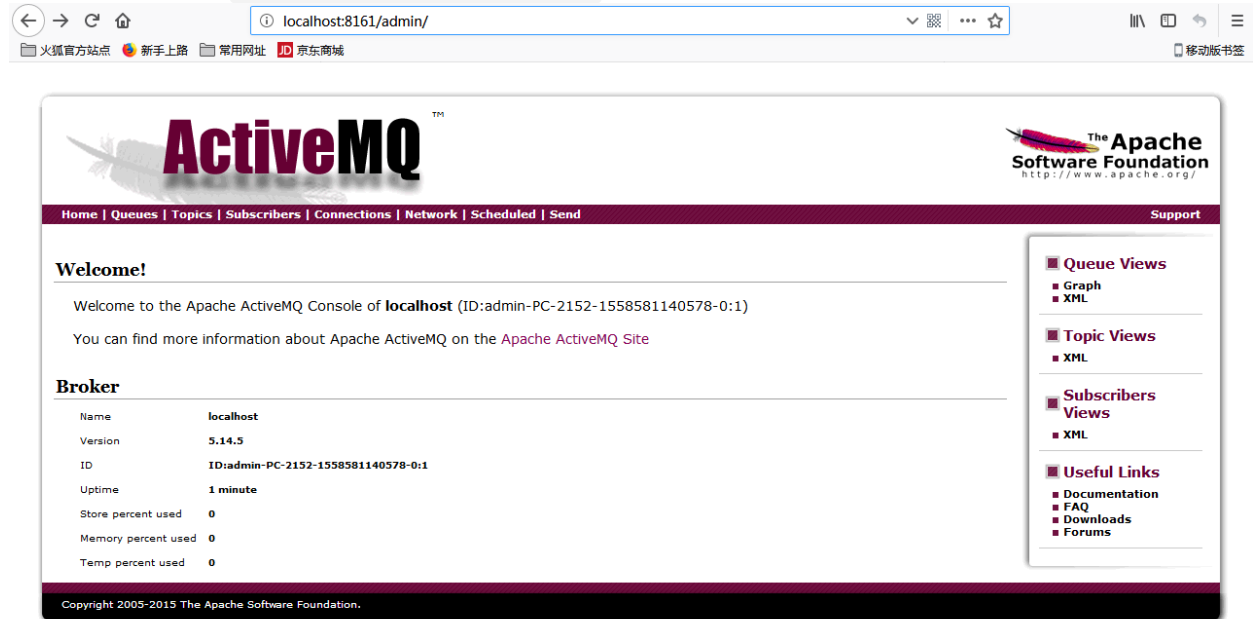 localhost:8161/admin/
火狐官方站点 新手上路 常用网址 JD 京东商城 移动版书签
ActiveMQ ™
The Apache
Software Foundation
http://www.apache.org/
Home | Queues | Topics | Subscribers | Connections | Network | Scheduled | Send Support
Welcome!
Welcome to the Apache ActiveMQ Console of localhost (ID:admin-PC-2152-1558581140578-0:1)
You can find more information about Apache ActiveMQ on the Apache ActiveMQ Site
Broker
Name localhost
Version 5.14.5
ID ID:admin-PC-2152-1558581140578-0:1
Uptime 1 minute
Store percent used 0
Memory percent used 0
Temp percent used 0
Queue Views
Graph
XML
Topic Views
XML
Subscribers
Views
XML
Useful Links
Documentation
FAQ
Downloads
Forums
Copyright 2005-2015 The Apache Software Foundation.